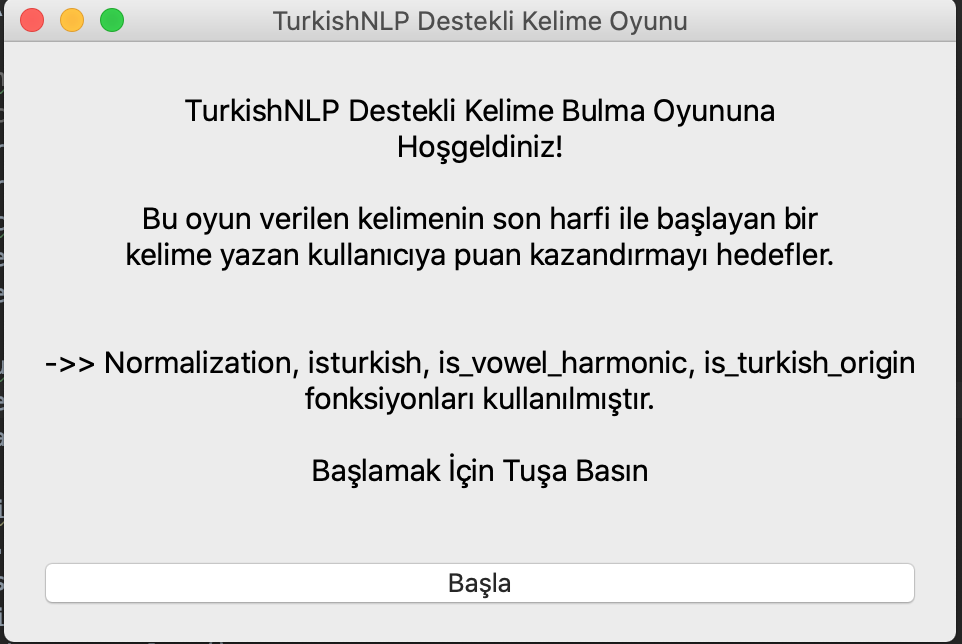 TurkishNLP Destekli Kelime Oyunu
TurkishNLP Destekli Kelime Bulma Oyununa
Hoşgeldiniz!
Bu oyun verilen kelimenin son harfi ile başlayan bir
kelime yazan kullanıcıya puan kazandırmayı hedefler.
->> Normalization, isturkish, is_vowel_harmonic, is_turkish_origin
fonksiyonları kullanılmıştır.
Başlamak İçin Tuşa Basın
Başla